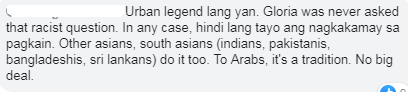 Urban legend lang yan. Gloria was never asked
that racist question. In any case, hindi lang tayo ang nagkakamay sa
pagkain. Other asians, south asians (indians, pakistanis,
bangladeshis, sri lankans) do it too. To Arabs, it's a tradition. No big
deal.